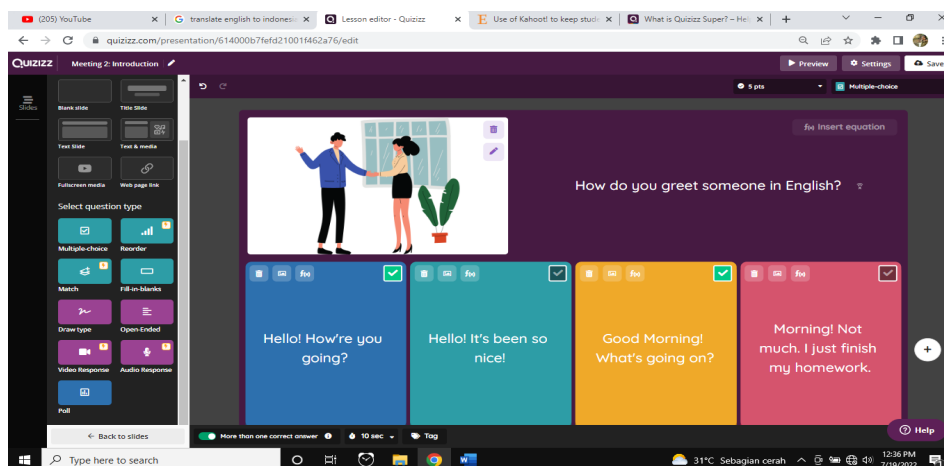 (205) YouTube
translate english to indonesia
Lesson editor - Quizizz
Use of Kahoot! to keep stude
What is Quizizz Super? – Hel
quizizz.com/presentation/614000b7fefd21001f462a76/edit
QUIZIZZ
Meeting 2: Introduction
Preview
Settings
Save
Slides
Blank slide
Title Slide
Text Slide
Text & media
Fullscreen media
Web page link
Select question type
Multiple-choice
Reorder
Match
Fill-in-blanks
Draw type
Open-Ended
Video Response
Audio Response
Poll
Back to slides
5 pts
Multiple-choice
f(x) Insert equation
How do you greet someone in English?
f(x)
f(x)
f(x)
f(x)
Hello! How're you
going?
Hello! It's been so
nice!
Good Morning!
What's going on?
Morning! Not
much. I just finish
my homework.
More than one correct answer
10 sec
Tag
Help
Type here to search
31°C Sebagian cerah
12:36 PM
7/19/2022